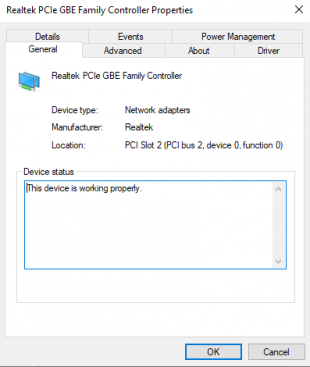 Realtek PCIe GBE Family Controller Properties
Details Events Power Management
General Advanced About Driver
Realtek PCIe GBE Family Controller
Device type: Network adapters
Manufacturer: Realtek
Location: PCI Slot 2 (PCI bus 2, device 0, function 0)
Device status
This device is working properly.
OK Cancel